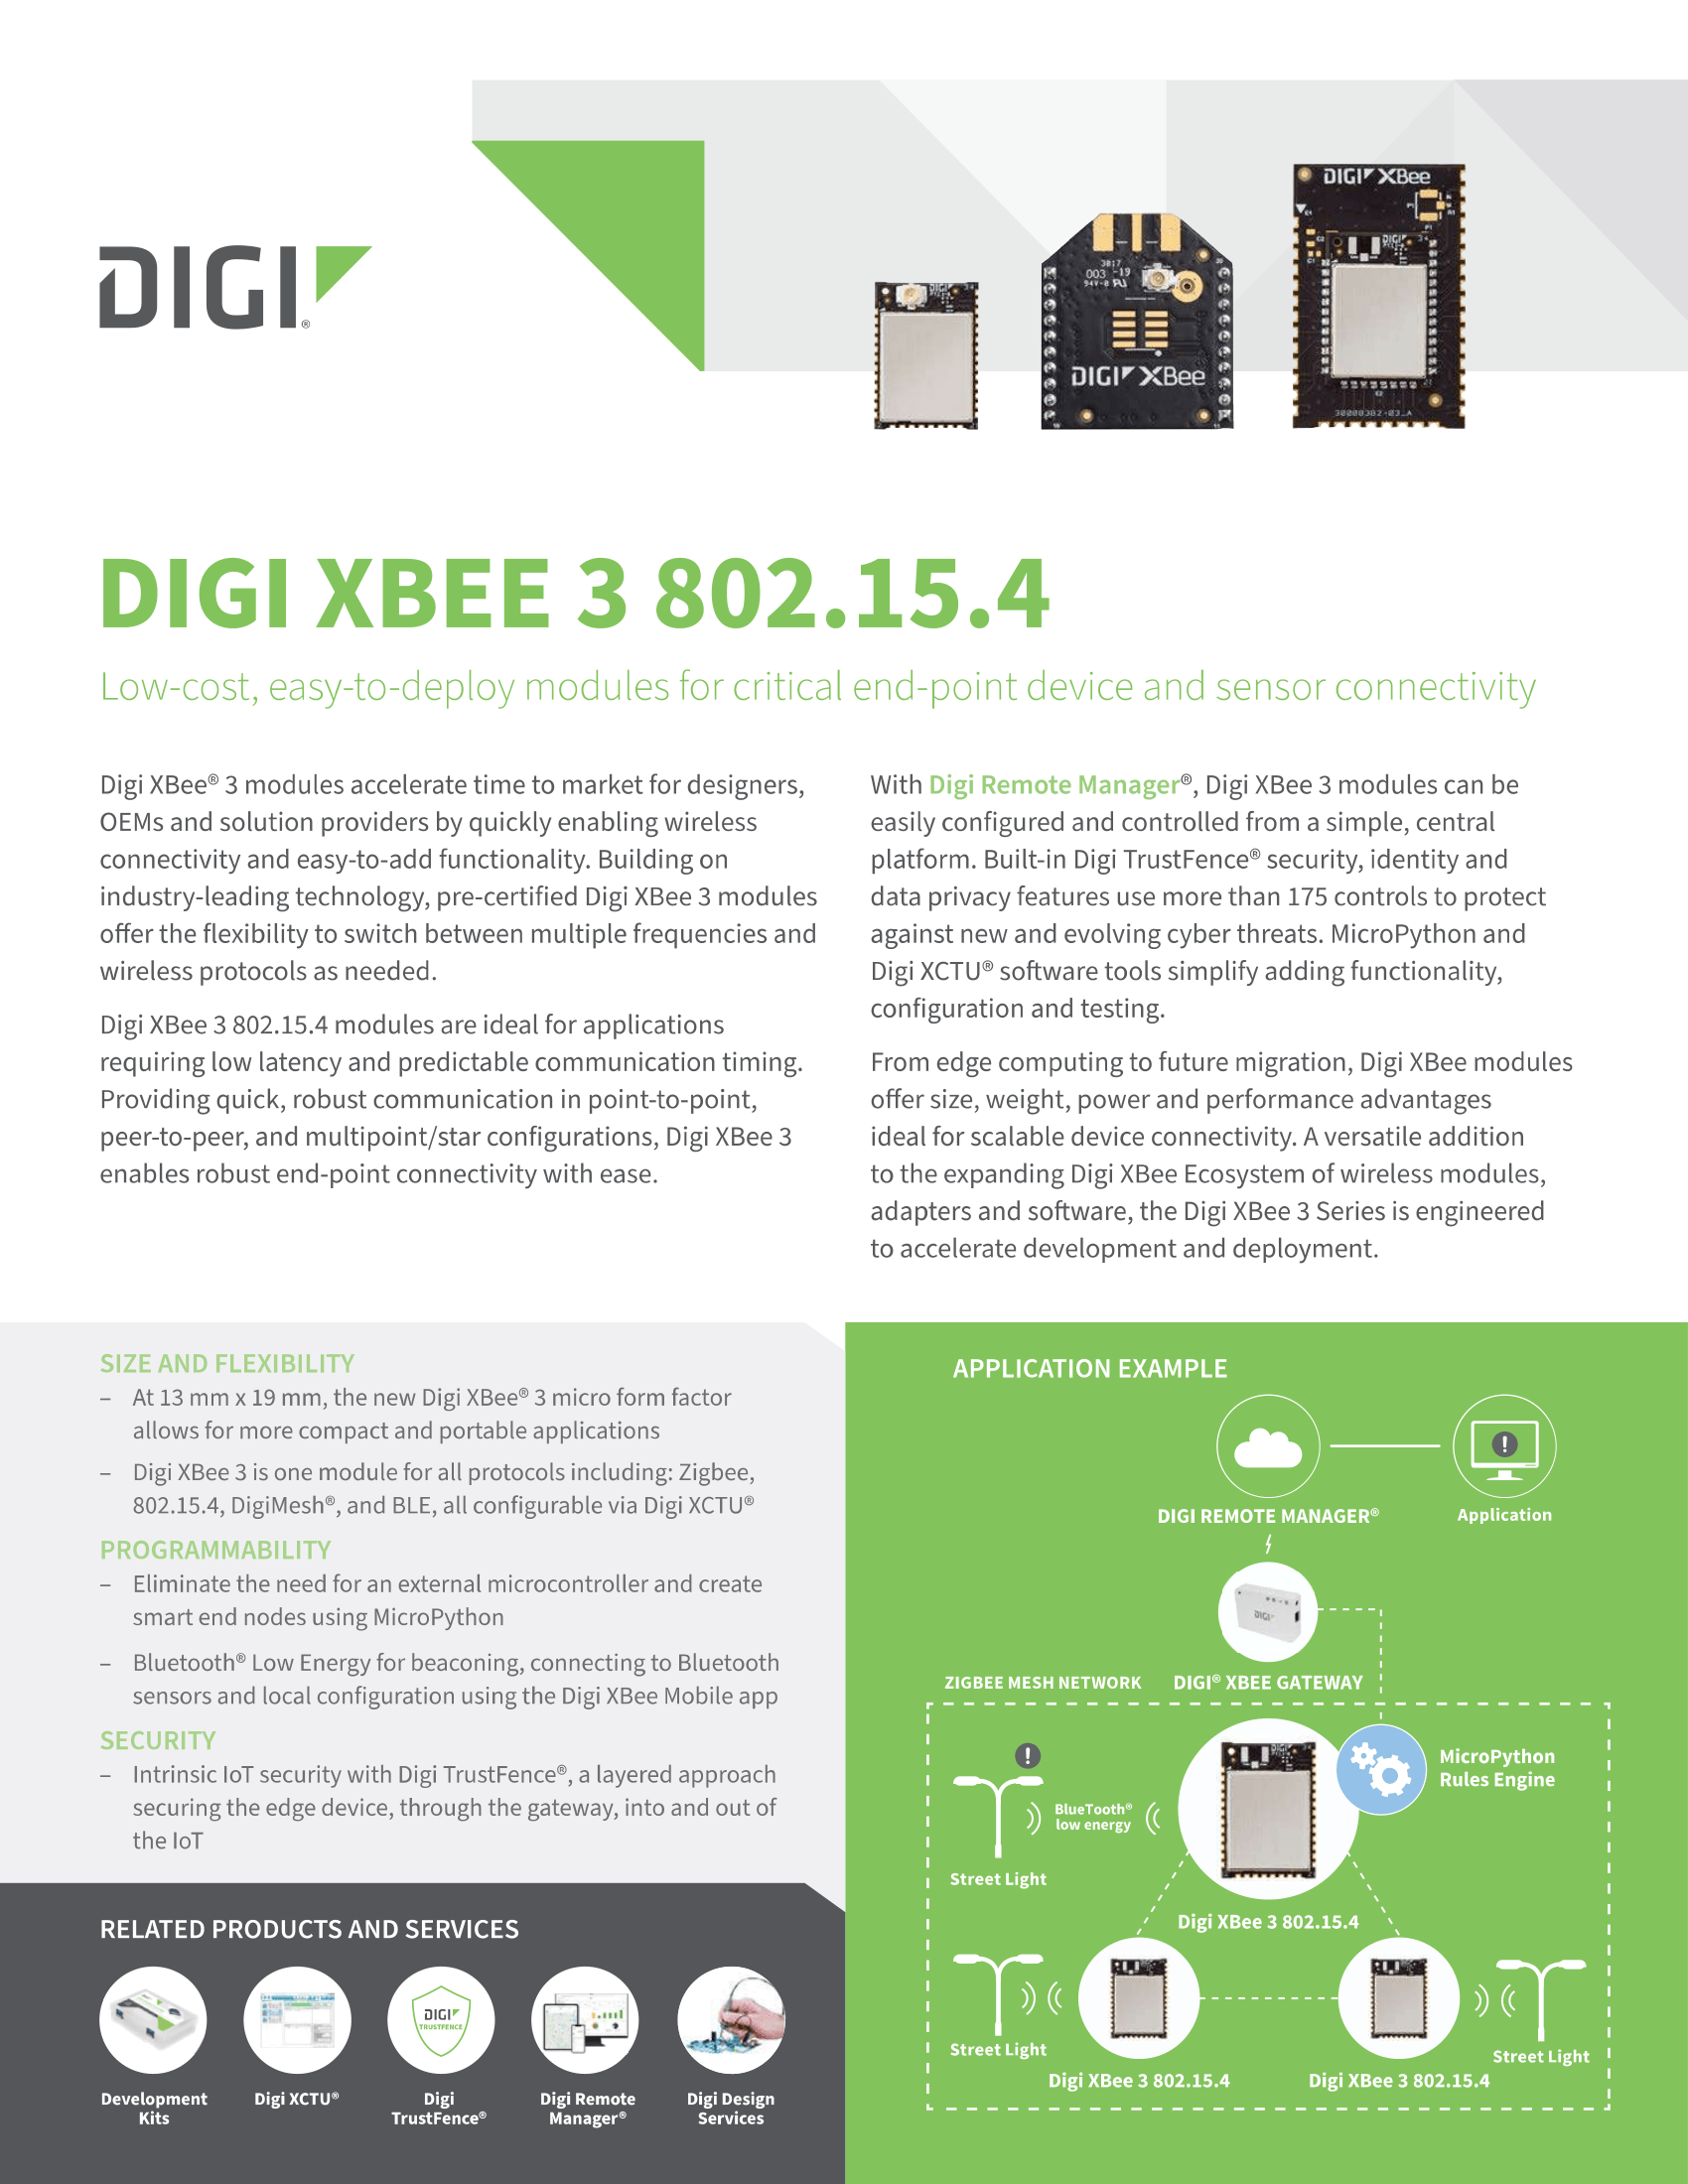 DIGI®
DIGI XBee
3817
003 -19
94V-0
DIGI XBee
DIGI
30000382-03_A
DIGI XBEE 3 802.15.4
Low-cost, easy-to-deploy modules for critical end-point device and sensor connectivity
Digi XBee® 3 modules accelerate time to market for designers,
OEMs and solution providers by quickly enabling wireless
connectivity and easy-to-add functionality. Building on
industry-leading technology, pre-certified Digi XBee 3 modules
offer the flexibility to switch between multiple frequencies and
wireless protocols as needed.
Digi XBee 3 802.15.4 modules are ideal for applications
requiring low latency and predictable communication timing.
Providing quick, robust communication in point-to-point,
peer-to-peer, and multipoint/star configurations, Digi XBee 3
enables robust end-point connectivity with ease.
With Digi Remote Manager®, Digi XBee 3 modules can be
easily configured and controlled from a simple, central
platform. Built-in Digi TrustFence® security, identity and
data privacy features use more than 175 controls to protect
against new and evolving cyber threats. MicroPython and
Digi XCTU® software tools simplify adding functionality,
configuration and testing.
From edge computing to future migration, Digi XBee modules
offer size, weight, power and performance advantages
ideal for scalable device connectivity. A versatile addition
to the expanding Digi XBee Ecosystem of wireless modules,
adapters and software, the Digi XBee 3 Series is engineered
to accelerate development and deployment.
SIZE AND FLEXIBILITY
– At 13 mm x 19 mm, the new Digi XBee® 3 micro form factor
allows for more compact and portable applications
– Digi XBee 3 is one module for all protocols including: Zigbee,
802.15.4, DigiMesh®, and BLE, all configurable via Digi XCTU®
PROGRAMMABILITY
– Eliminate the need for an external microcontroller and create
smart end nodes using MicroPython
– Bluetooth® Low Energy for beaconing, connecting to Bluetooth
sensors and local configuration using the Digi XBee Mobile app
SECURITY
– Intrinsic IoT security with Digi TrustFence®, a layered approach
securing the edge device, through the gateway, into and out of
the IoT
RELATED PRODUCTS AND SERVICES
DIGI
TRUSTFENCE
Development
Kits
Digi XCTU®
Digi
TrustFence®
Digi Remote
Manager®
Digi Design
Services
APPLICATION EXAMPLE
!
DIGI REMOTE MANAGER®
Application
DIGI
ZIGBEE MESH NETWORK
DIGI® XBEE GATEWAY
!
MicroPython
Rules Engine
BlueTooth®
low energy
Street Light
Digi XBee 3 802.15.4
Street Light
Street Light
Digi XBee 3 802.15.4
Digi XBee 3 802.15.4